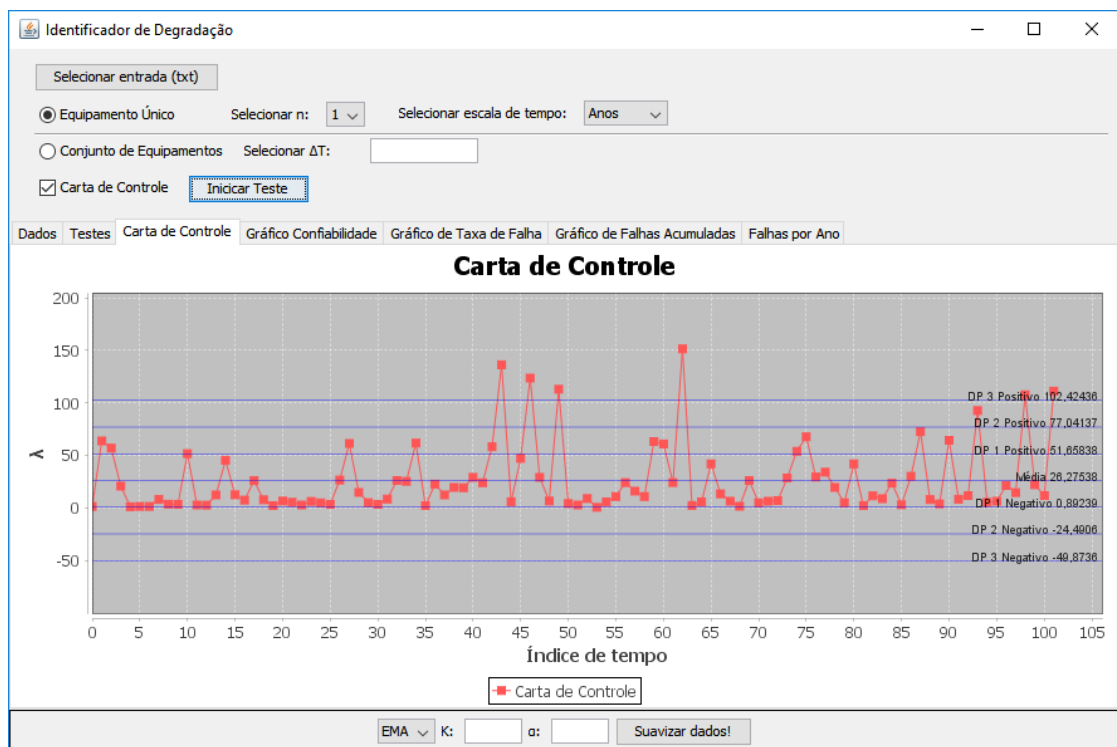 Identificador de Degradação
Selecionar entrada (txt)
Equipamento Único Selecionar n: 1 Selecionar escala de tempo: Anos
Conjunto de Equipamentos Selecionar ΔT:
Carta de Controle Inicicar Teste
Dados Testes Carta de Controle Gráfico Confiabilidade Gráfico de Taxa de Falha Gráfico de Falhas Acumuladas Falhas por Ano
Carta de Controle
200
150
100
50
0
-50
λ
DP 3 Positivo 102,42436
DP 2 Positivo 77,04137
DP 1 Positivo 51,65838
Média 26,27538
DP 1 Negativo 0,89239
DP 2 Negativo -24,4906
DP 3 Negativo -49,8736
0 5 10 15 20 25 30 35 40 45 50 55 60 65 70 75 80 85 90 95 100 105
Índice de tempo
Carta de Controle
EMA K: α: Suavizar dados!